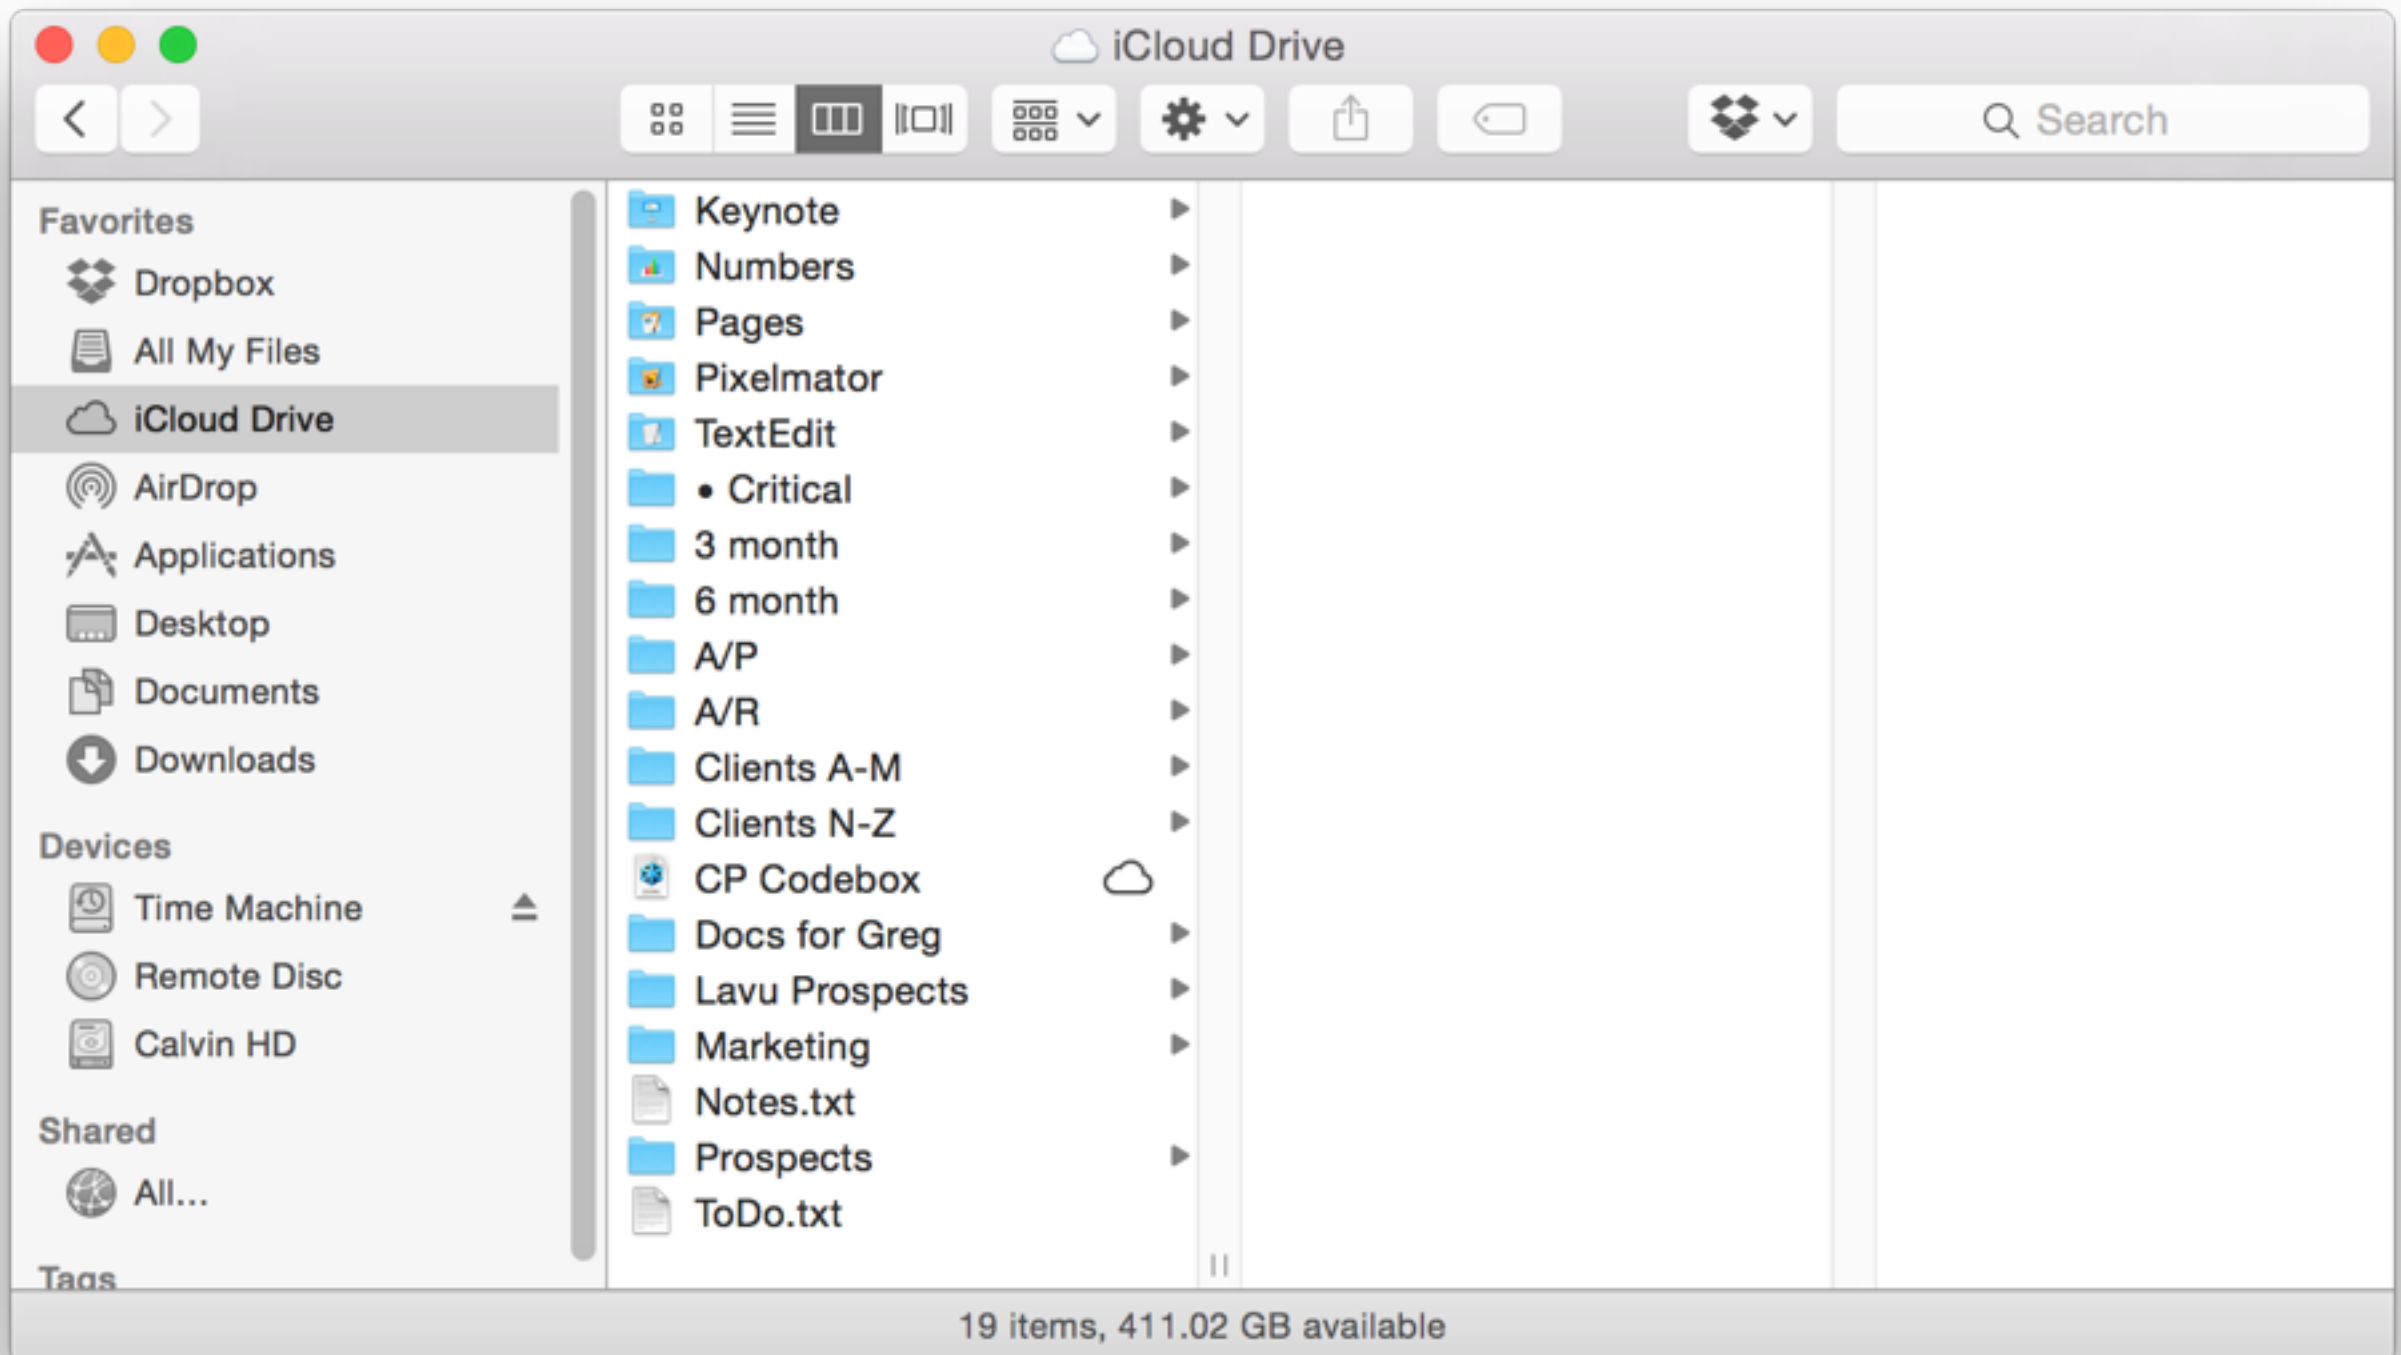 iCloud Drive
Search
Favorites
Dropbox
All My Files
iCloud Drive
AirDrop
Applications
Desktop
Documents
Downloads
Devices
Time Machine
Remote Disc
Calvin HD
Shared
All...
Tags
Keynote
Numbers
Pages
Pixelmator
TextEdit
• Critical
3 month
6 month
A/P
A/R
Clients A-M
Clients N-Z
CP Codebox
Docs for Greg
Lavu Prospects
Marketing
Notes.txt
Prospects
ToDo.txt
19 items, 411.02 GB available